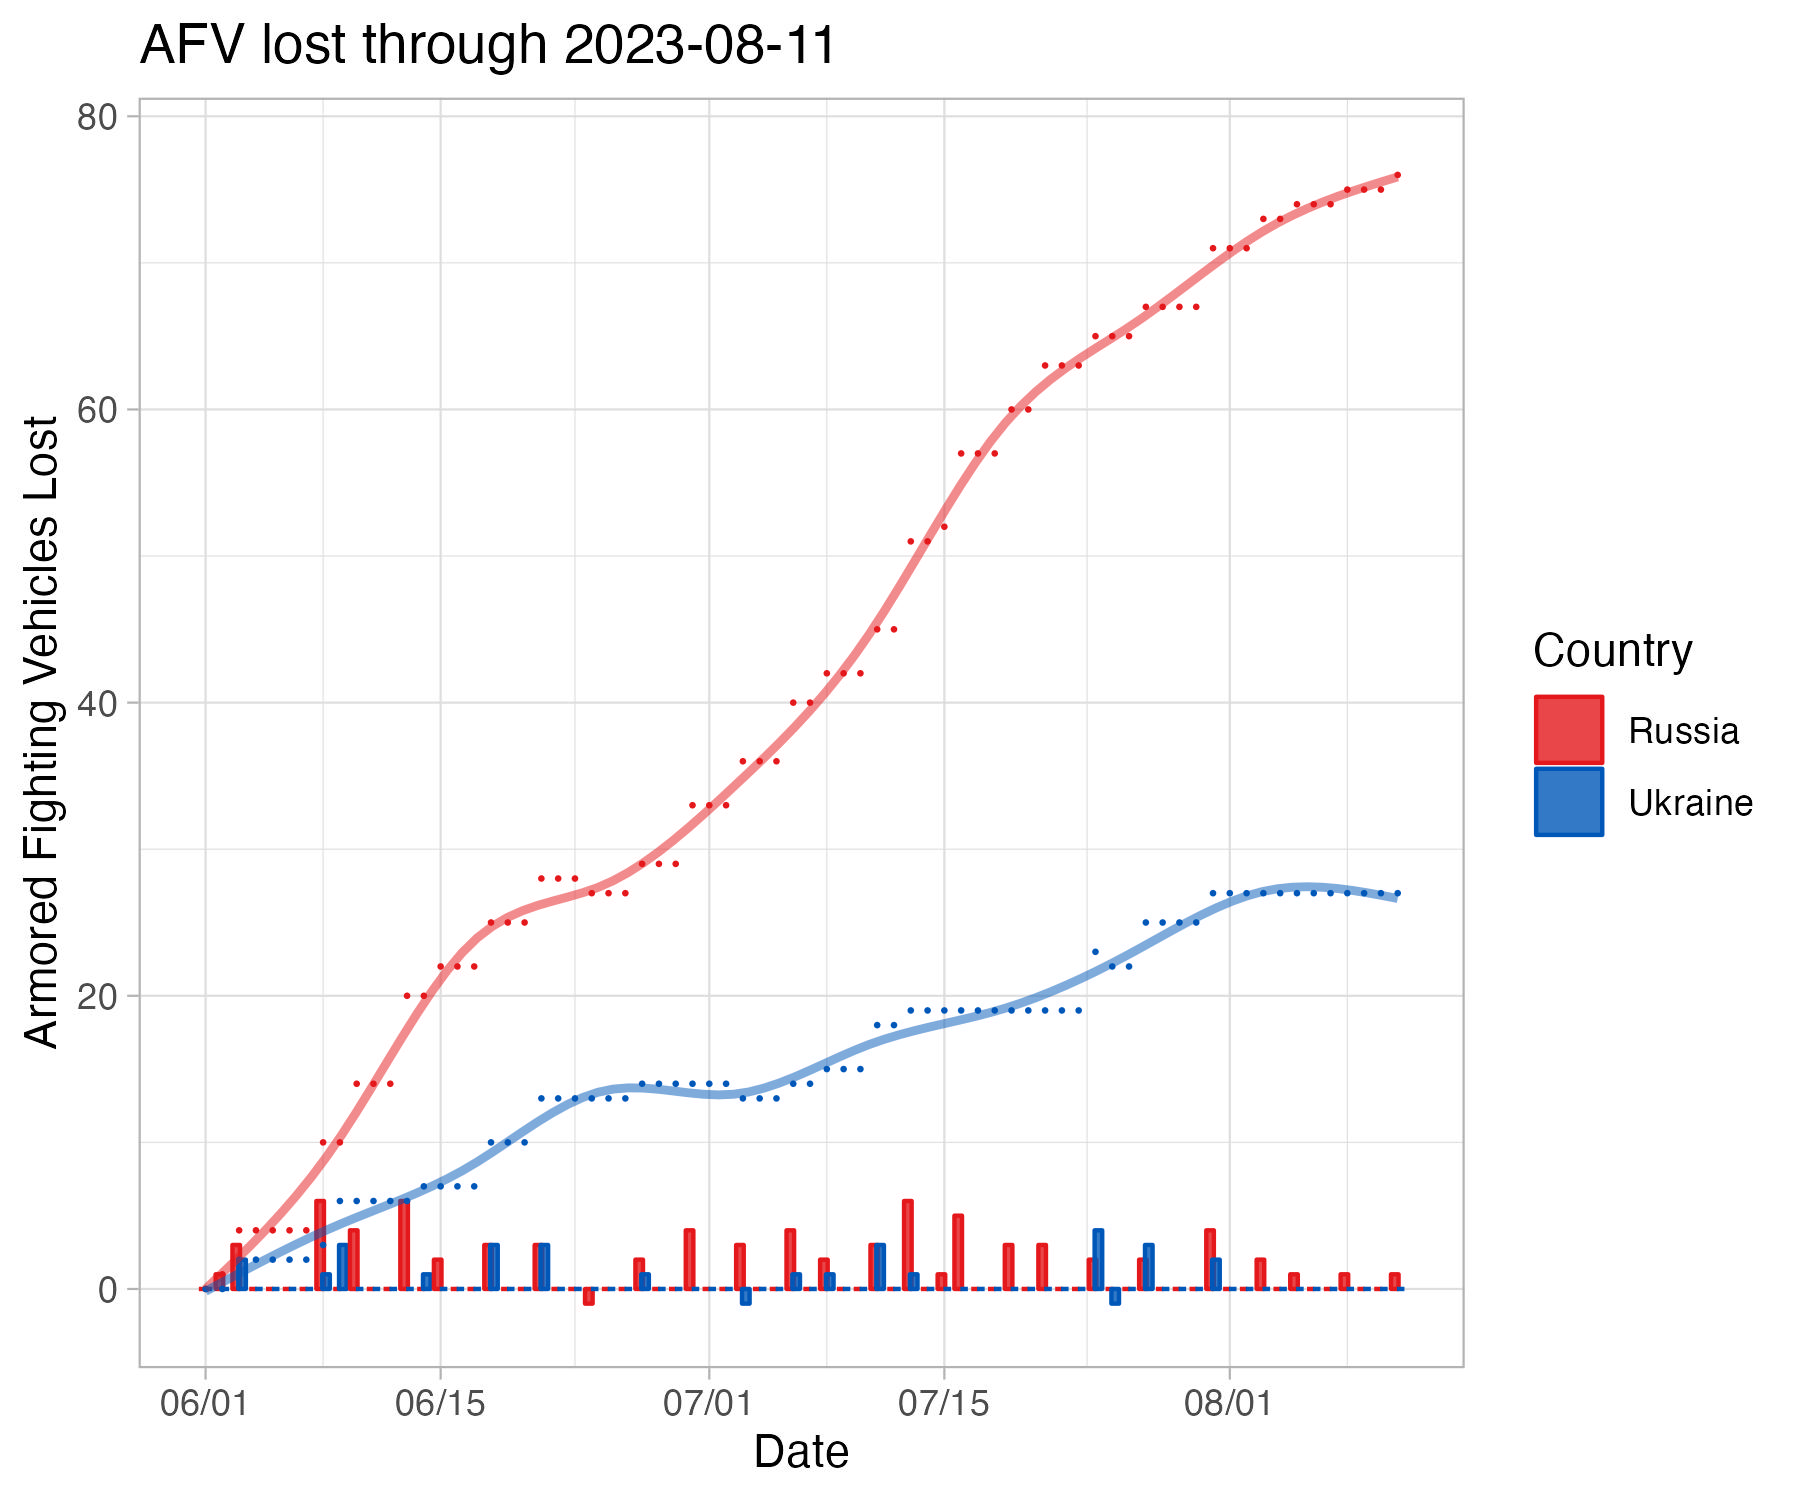 AFV lost through 2023-08-11
Armored Fighting Vehicles Lost
80
60
40
20
0
06/01
06/15
07/01
07/15
08/01
Date
Country
Russia
Ukraine